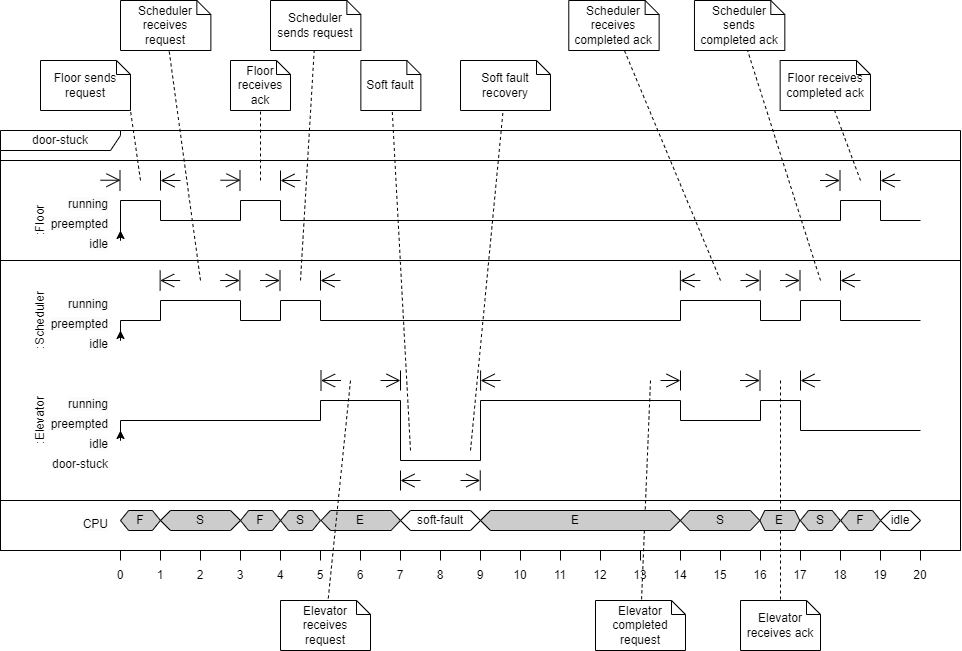 Scheduler
receives
request
Scheduler
sends request
Scheduler
receives
completed ack
Scheduler
sends
completed ack
Floor sends
request
Floor
receives
ack
Soft fault
Soft fault
recovery
Floor receives
completed ack
door-stuck
:Floor
running
preempted
idle
:Scheduler
running
preempted
idle
:Elevator
running
preempted
idle
door-stuck
CPU
F S F S E soft-fault E S E S F idle
0 1 2 3 4 5 6 7 8 9 10 11 12 13 14 15 16 17 18 19 20
Elevator
receives
request
Elevator
completed
request
Elevator
receives ack